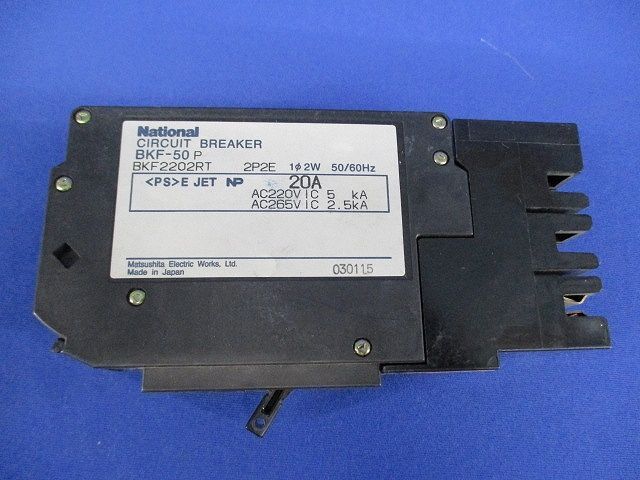 National
CIRCUIT BREAKER
BKF-50 P
BKF2202RT 2P2E 1φ2W 50/60Hz
<PS>E JET NP 20A
AC220V IC 5 kA
AC265V IC 2.5kA
Matsushita Electric Works, Ltd.
Made in Japan 030115